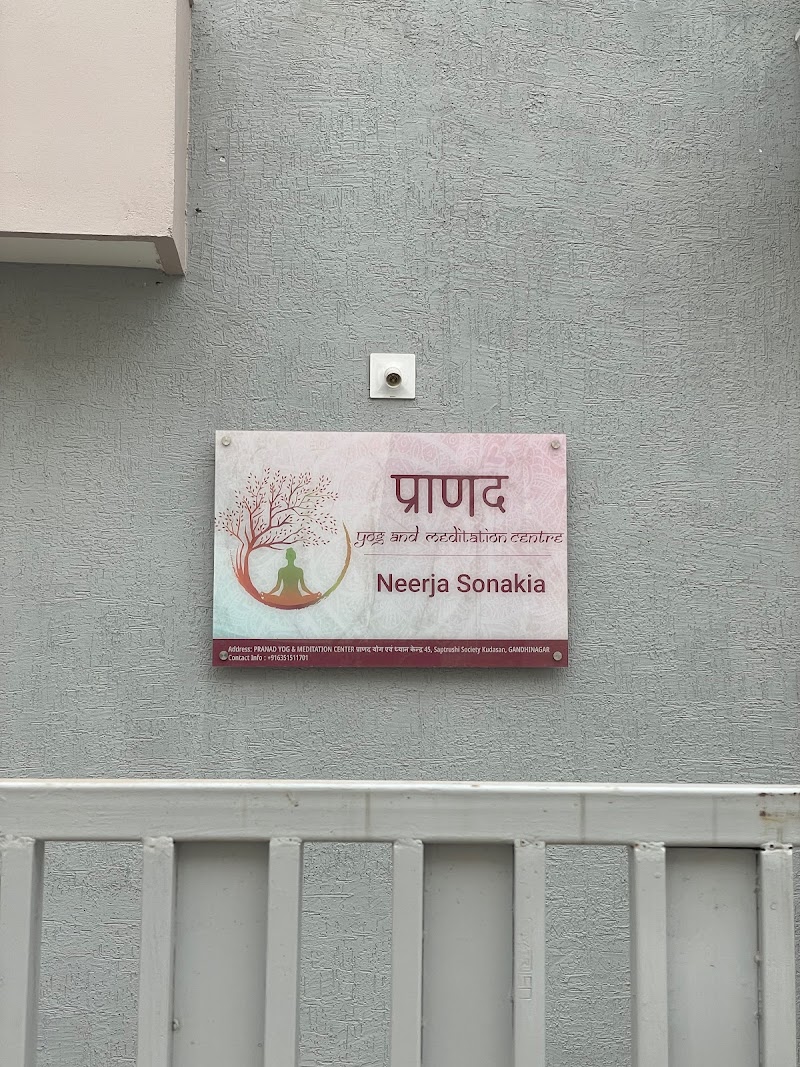 प्राणद
yog and meditation centre
Neerja Sonakia
Address: PRANAD YOG & MEDITATION CENTER प्राणद योग एवं ध्यान केन्द्र 45, Saptrushi Society Kudasan, GANDHINAGAR
Contact Info : +916351511701